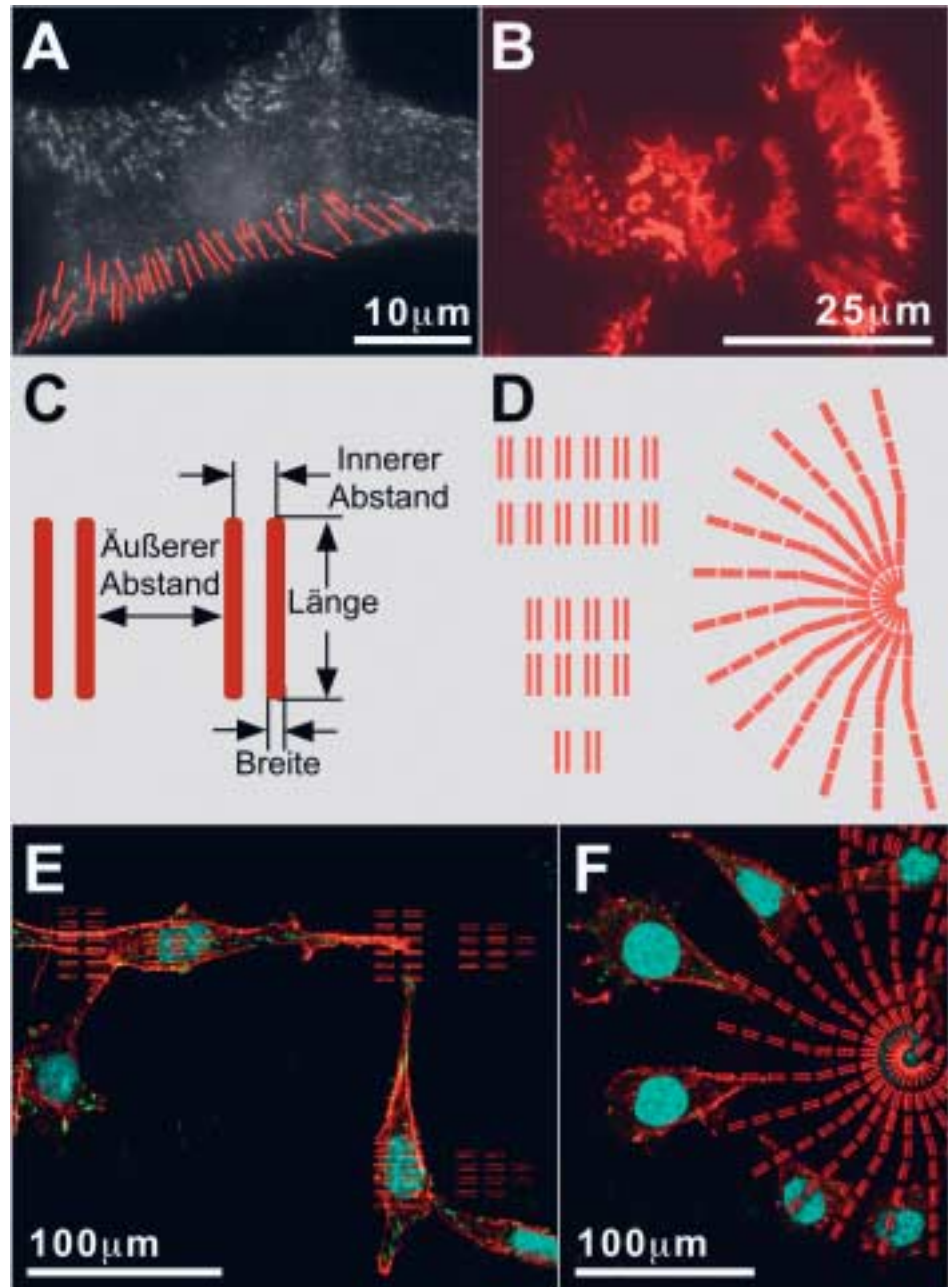 A
10μm
B
25μm
C
Innerer
Abstand
Äußerer
Abstand
Länge
Breite
D
E
100μm
F
100μm